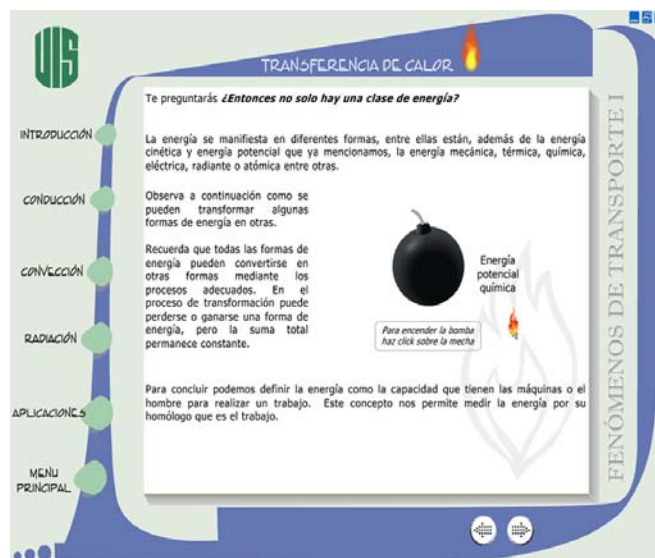 UIS
TRANSFERENCIA DE CALOR
INTRODUCCIÓN
CONDUCCIÓN
CONVECCIÓN
RADIACIÓN
APLICACIONES
MENU
PRINCIPAL
Te preguntarás ¿Entonces no solo hay una clase de energía?
La energía se manifiesta en diferentes formas, entre ellas están, además de la energía
cinética y energía potencial que ya mencionamos, la energía mecánica, térmica, química,
eléctrica, radiante o atómica entre otras.
Observa a continuación como se
pueden transformar algunas
formas de energía en otras.
Recuerda que todas las formas de
energía pueden convertirse en
otras formas mediante los
procesos adecuados. En el
proceso de transformación puede
perderse o ganarse una forma de
energía, pero la suma total
permanece constante.
Energía
potencial
química
Para encender la bomba
haz click sobre la mecha
Para concluir podemos definir la energía como la capacidad que tienen las máquinas o el
hombre para realizar un trabajo. Este concepto nos permite medir la energía por su
homólogo que es el trabajo.
FENÓMENOS DE TRANSPORTE I